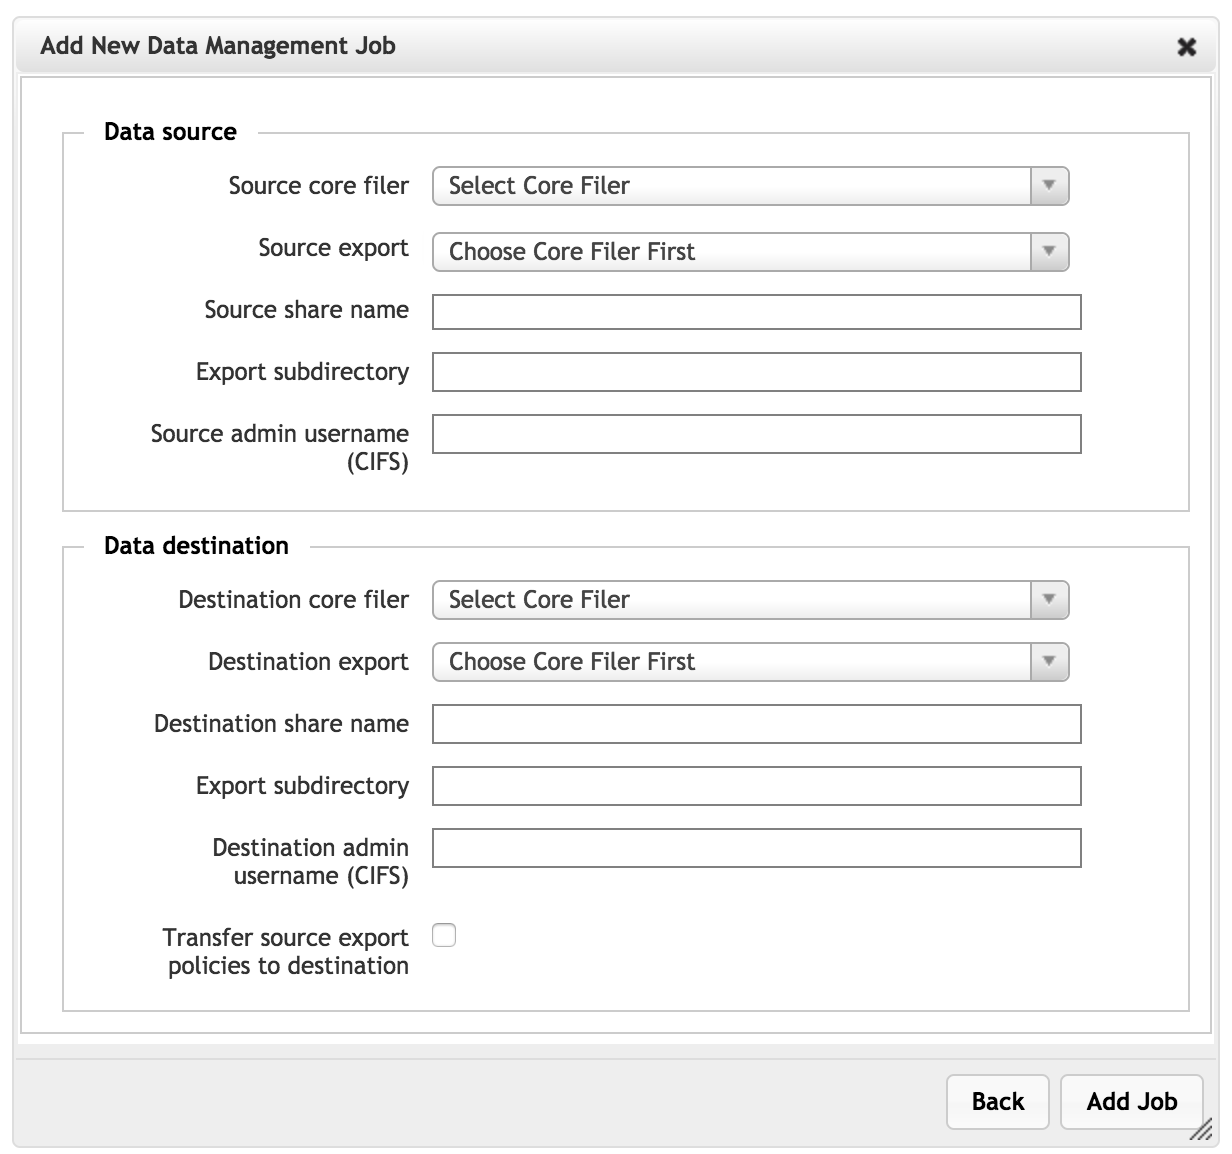 Add New Data Management Job
Data source
Source core filer
Select Core Filer
Source export
Choose Core Filer First
Source share name
Export subdirectory
Source admin username
(CIFS)
Data destination
Destination core filer
Select Core Filer
Destination export
Choose Core Filer First
Destination share name
Export subdirectory
Destination admin
username (CIFS)
Transfer source export
policies to destination
Back
Add Job